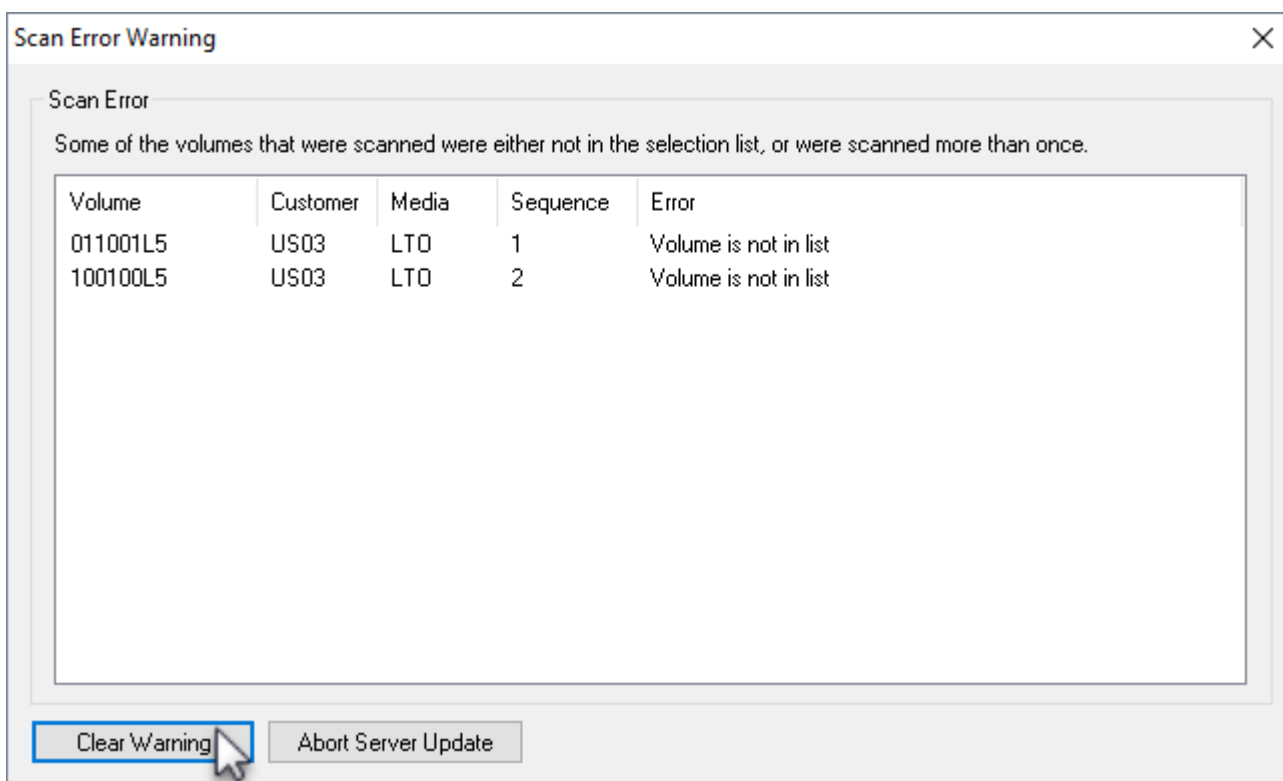 Scan Error Warning
Scan Error
Some of the volumes that were scanned were either not in the selection list, or were scanned more than once.
Volume Customer Media Sequence Error
011001L5 US03 LTO 1 Volume is not in list
100100L5 US03 LTO 2 Volume is not in list
Clear Warning Abort Server Update